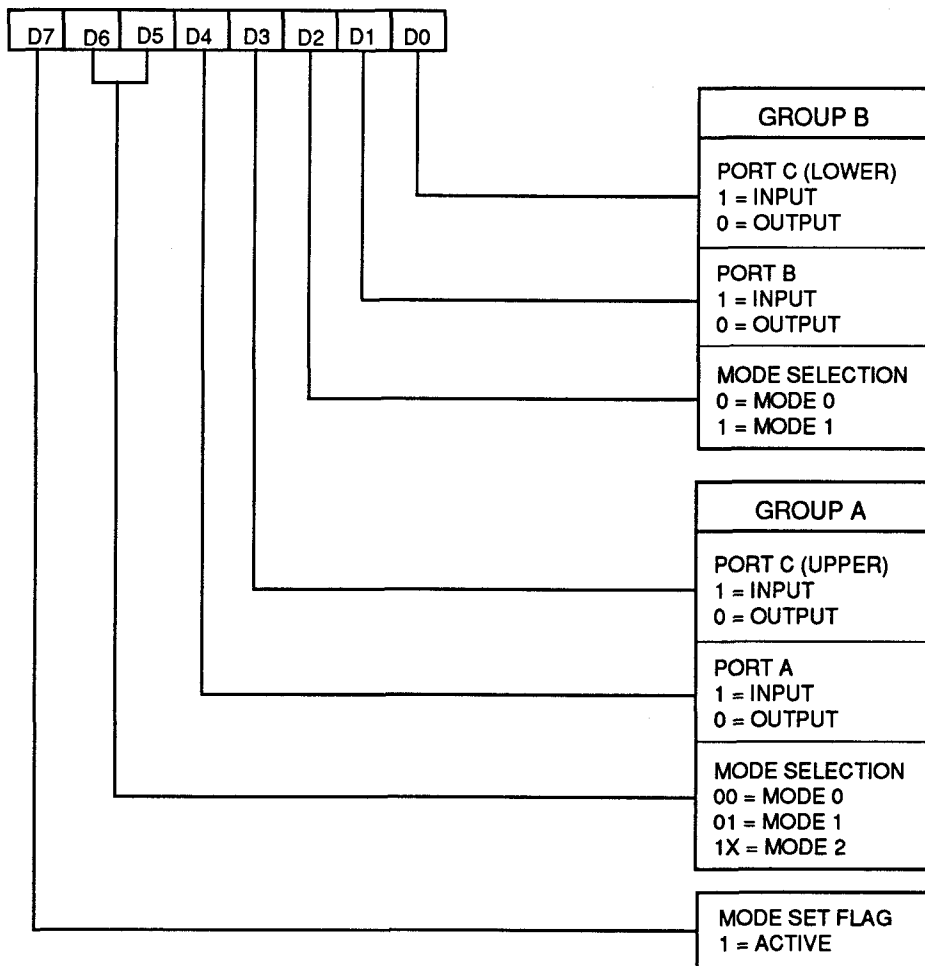 D7 D6 D5 D4 D3 D2 D1 D0
GROUP B
PORT C (LOWER)
1 = INPUT
0 = OUTPUT
PORT B
1 = INPUT
0 = OUTPUT
MODE SELECTION
0 = MODE 0
1 = MODE 1
GROUP A
PORT C (UPPER)
1 = INPUT
0 = OUTPUT
PORT A
1 = INPUT
0 = OUTPUT
MODE SELECTION
00 = MODE 0
01 = MODE 1
1X = MODE 2
MODE SET FLAG
1 = ACTIVE